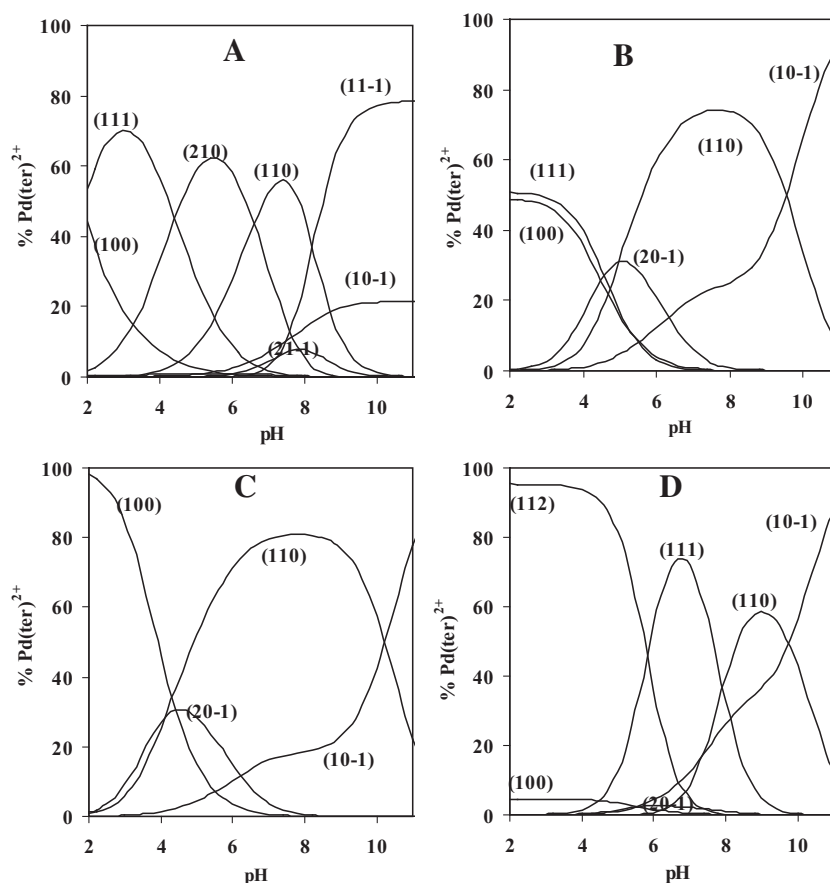 A
100
80
60
40
20
0
% Pd(ter)²⁺
(111)
(100)
(210)
(110)
(11-1)
(10-1)
(21-1)
2 4 6 8 10
pH
B
100
80
60
40
20
0
% Pd(ter)²⁺
(111)
(100)
(20-1)
(110)
(10-1)
2 4 6 8 10
pH
C
100
80
60
40
20
0
% Pd(ter)²⁺
(100)
(110)
(20-1)
(10-1)
2 4 6 8 10
pH
D
100
80
60
40
20
0
% Pd(ter)²⁺
(112)
(100)
(111)
(110)
(10-1)
(20-1)
2 4 6 8 10
pH